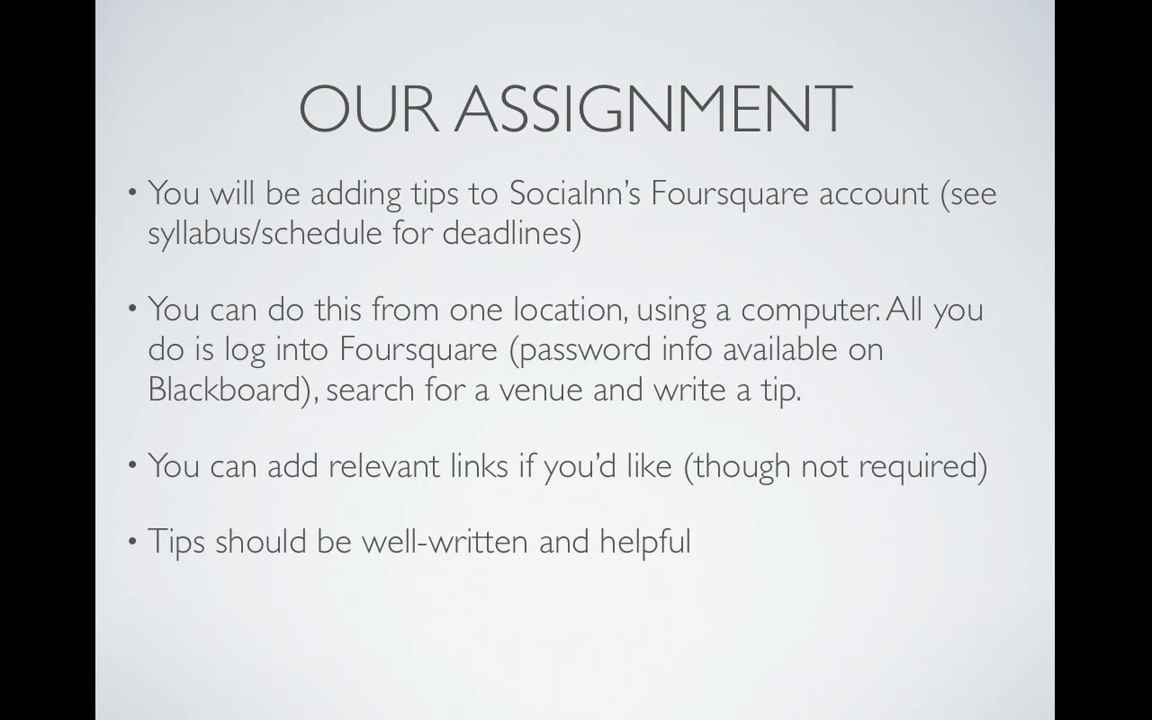 OUR ASSIGNMENT
• You will be adding tips to Socialnn's Foursquare account (see
syllabus/schedule for deadlines)
• You can do this from one location, using a computer. All you
do is log into Foursquare (password info available on
Blackboard), search for a venue and write a tip.
• You can add relevant links if you'd like (though not required)
• Tips should be well-written and helpful